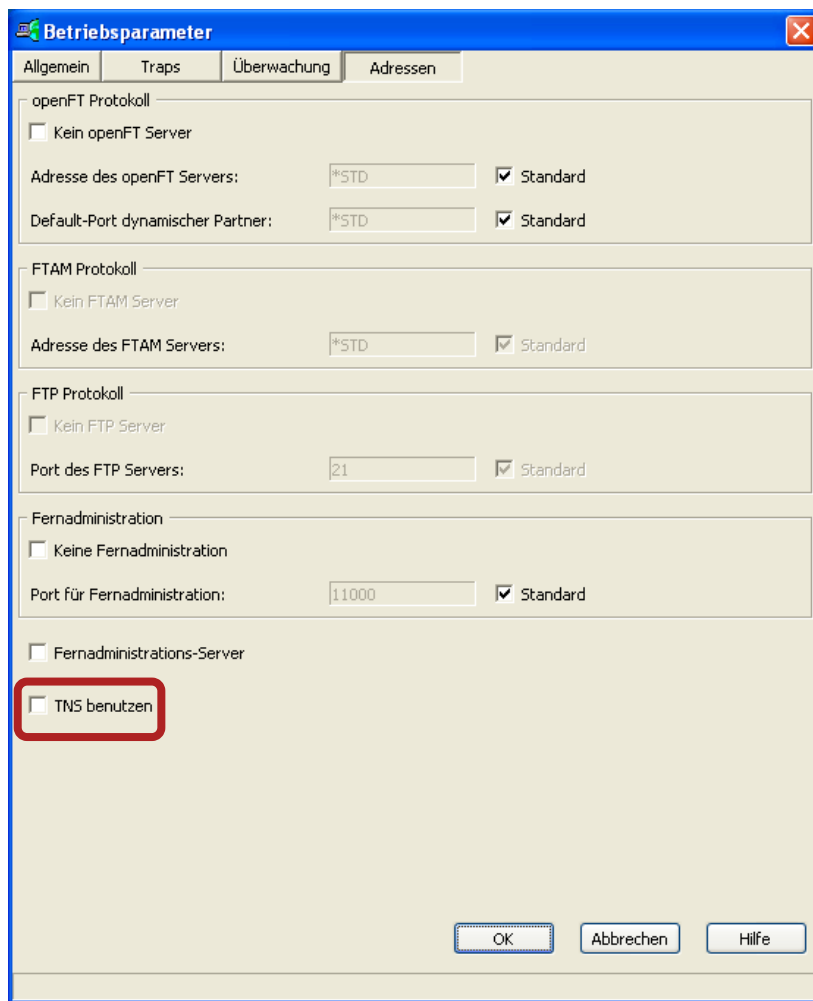 Betriebsparameter
Allgemein Traps Überwachung Adressen
openFT Protokoll
Kein openFT Server
Adresse des openFT Servers: *STD Standard
Default-Port dynamischer Partner: *STD Standard
FTAM Protokoll
Kein FTAM Server
Adresse des FTAM Servers: *STD Standard
FTP Protokoll
Kein FTP Server
Port des FTP Servers: 21 Standard
Fernadministration
Keine Fernadministration
Port für Fernadministration: 11000 Standard
Fernadministrations-Server
TNS benutzen
OK Abbrechen Hilfe